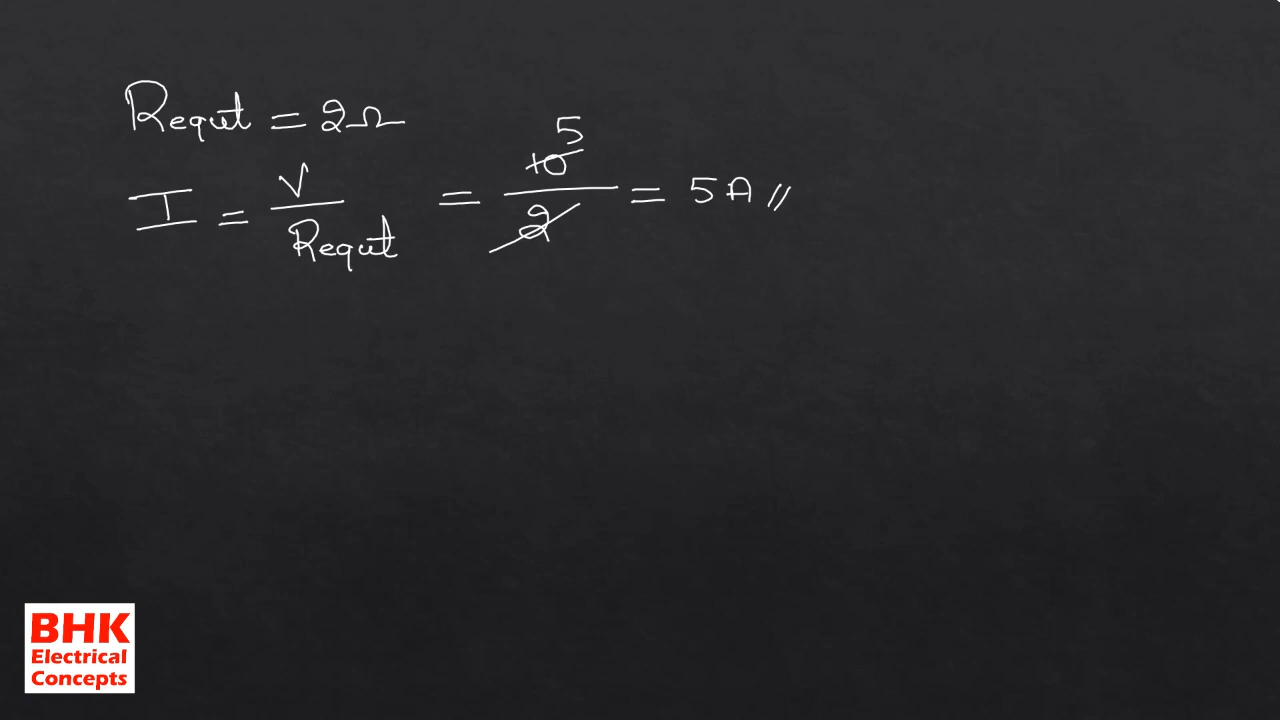 Requt = 2Ω
I = V/Requt = 10/2 5 = 5A //
BHK
Electrical
Concepts